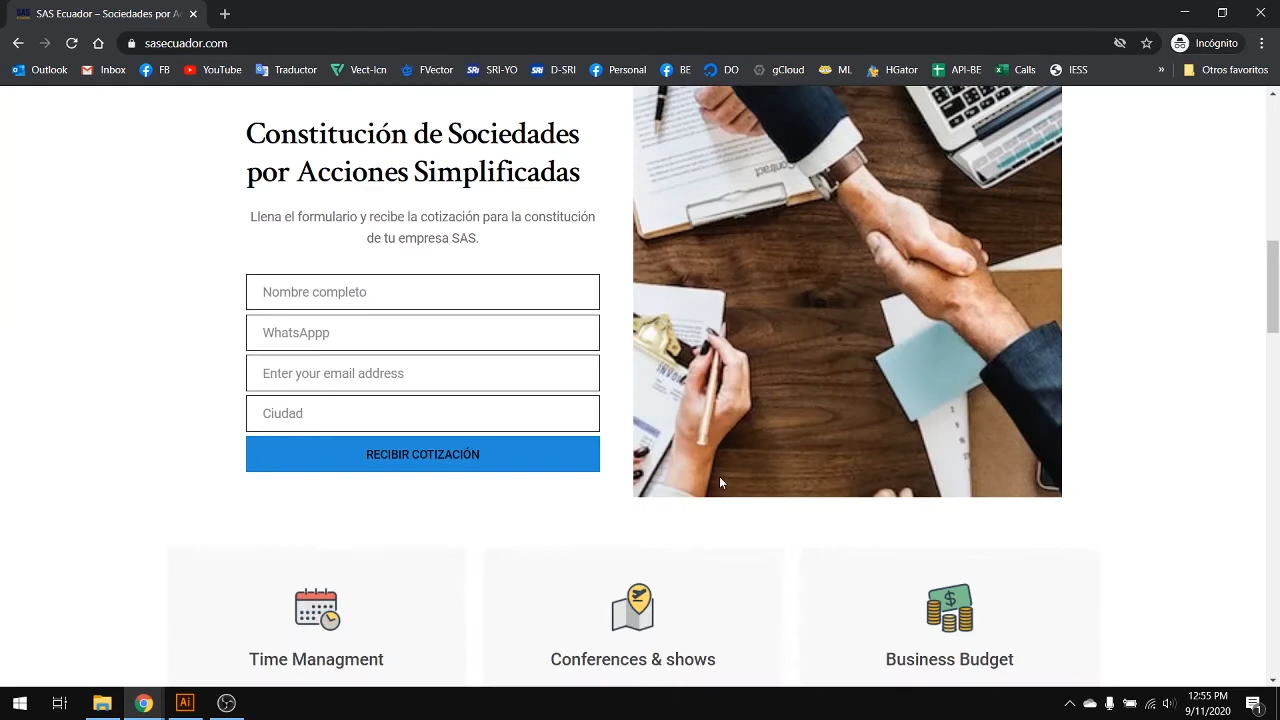 SAS Ecuador – Sociedades por A
sasecuador.com
Incógnito
Outlook
Inbox
FB
YouTube
Traductor
Vect-Icon
FVector
SRI-YO
D-SRI
Personal
BE
DO
gCloud
ML
HGator
API-BE
Calls
IESS
»
Otros favoritos
Constitución de Sociedades
por Acciones Simplificadas
Llena el formulario y recibe la cotización para la constitución
de tu empresa SAS.
Nombre completo
WhatsAppp
Enter your email address
Ciudad
RECIBIR COTIZACIÓN
Contract
INVOICE
Time Managment
Conferences & shows
Business Budget
12:55 PM
9/11/2020